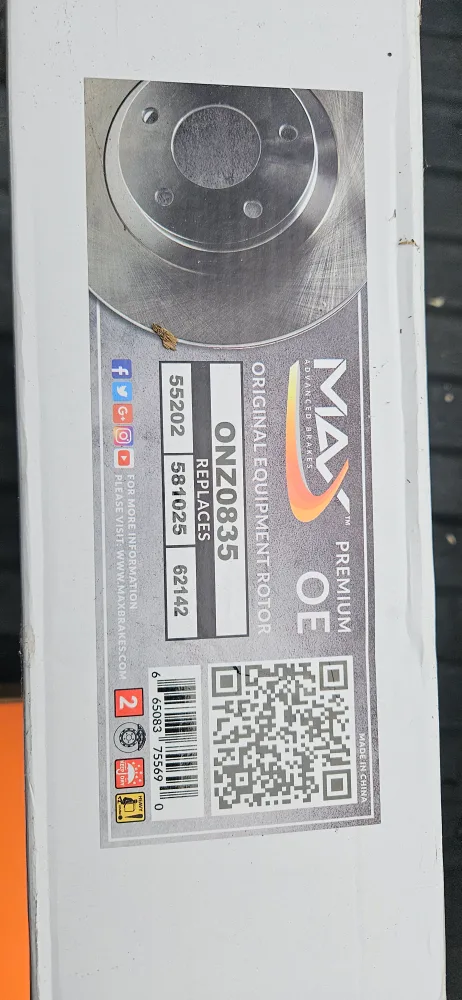 MAX
™
ADVANCED BRAKES
PREMIUM
OE
ORIGINAL EQUIPMENT ROTOR
ONZ0835
REPLACES
55202 581025 62142
FOR MORE INFORMATION
PLEASE VISIT: WWW.MAXBRAKES.COM
MADE IN CHINA
6 65083 75569 0
2